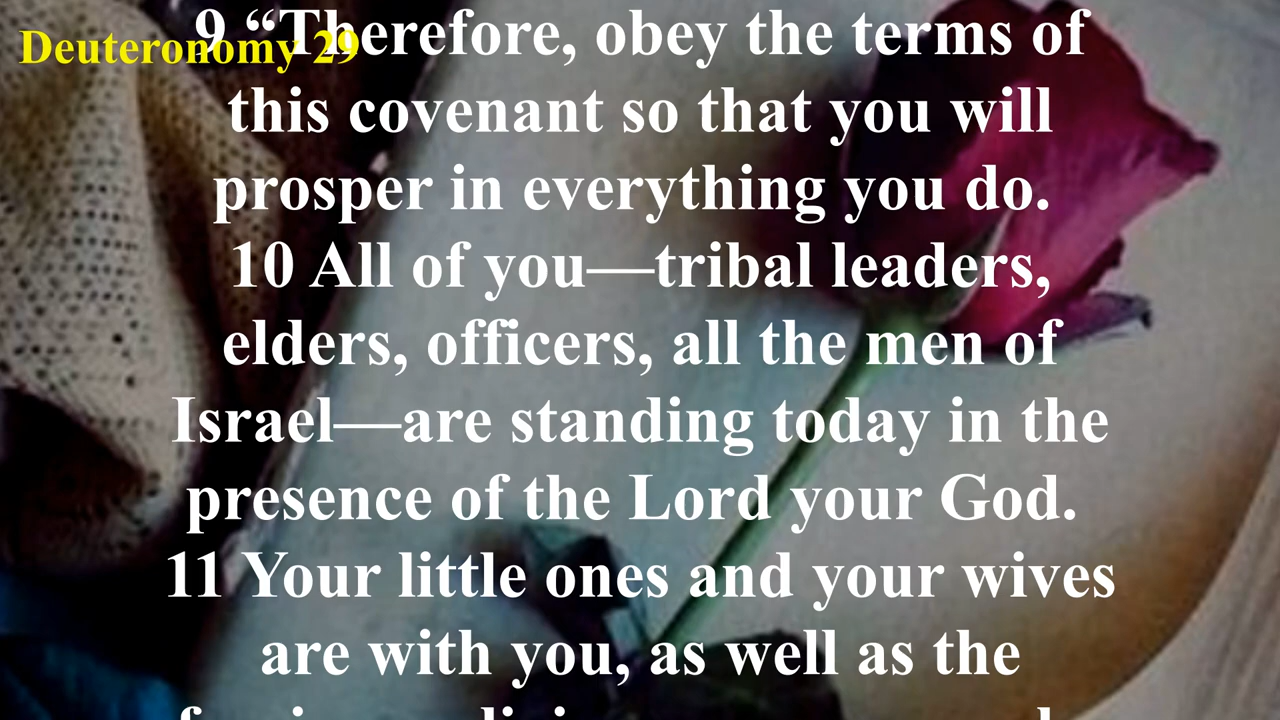 Deuteronomy 29
9 “Therefore, obey the terms of
this covenant so that you will
prosper in everything you do.
10 All of you—tribal leaders,
elders, officers, all the men of
Israel—are standing today in the
presence of the Lord your God.
11 Your little ones and your wives
are with you, as well as the